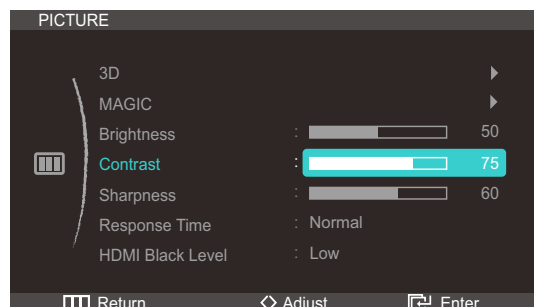 PICTURE
3D
MAGIC
Brightness : 50
Contrast : 75
Sharpness : 60
Response Time : Normal
HDMI Black Level : Low
Return Adjust Enter